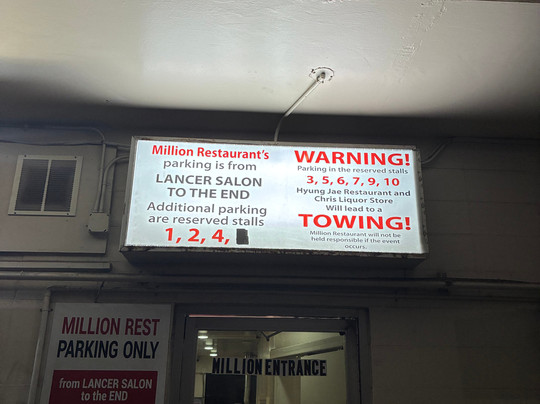 Million Restaurant's
parking is from
LANCER SALON
TO THE END
Additional parking
are reserved stalls
1, 2, 4,
WARNING!
Parking in the reserved stalls
3, 5, 6, 7, 9, 10
Hyung Jae Restaurant and
Chris Liquor Store
Will lead to a
TOWING!
Million Restaurant will not be
held responsible if the event
occurs.
MILLION REST
PARKING ONLY
from LANCER SALON
to the END
MILLION ENTRANCE